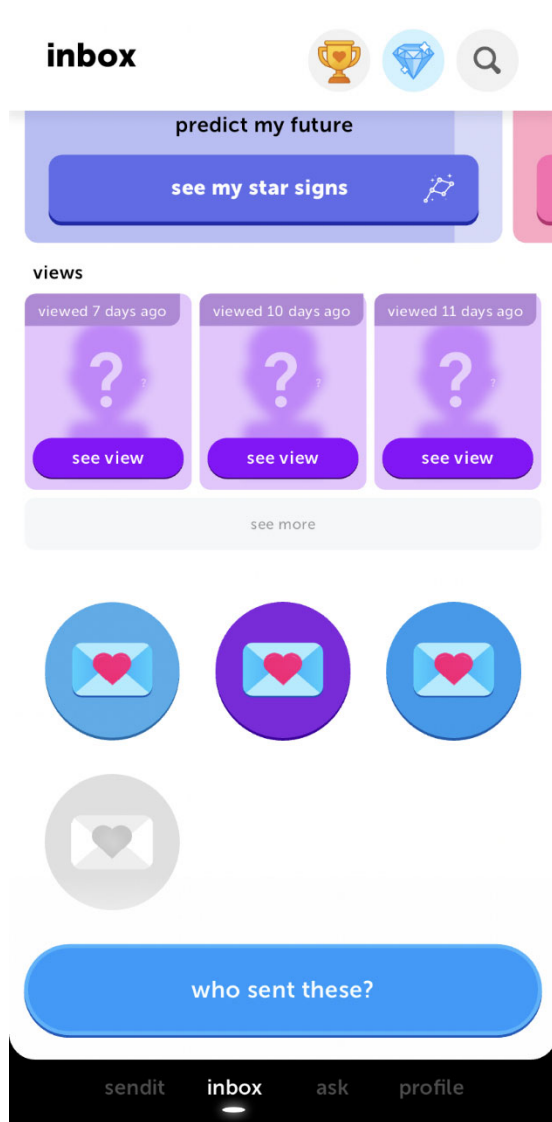 inbox
predict my future
see my star signs
views
viewed 7 days ago
viewed 10 days ago
viewed 11 days ago
?
?
?
?
?
?
see view
see view
see view
see more
who sent these?
sendit
inbox
ask
profile